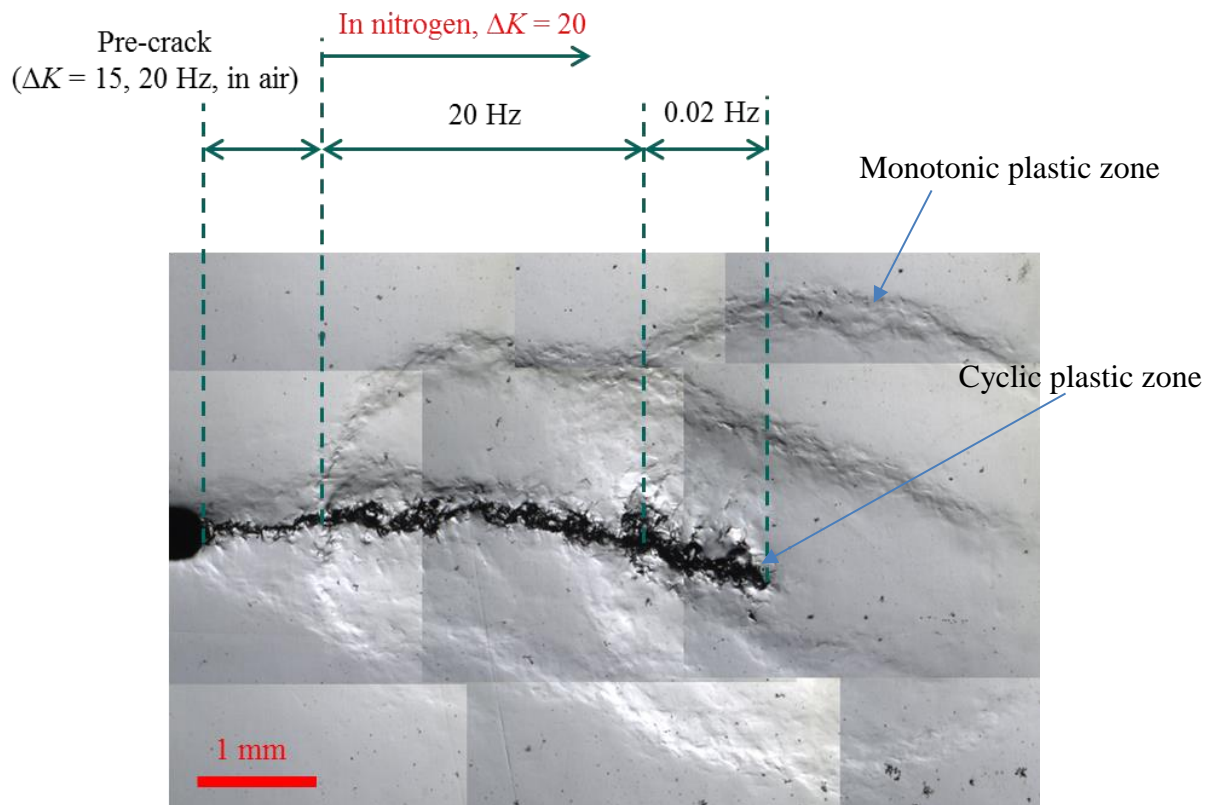 In nitrogen, ΔK = 20
Pre-crack
(ΔK = 15, 20 Hz, in air)
20 Hz
0.02 Hz
Monotonic plastic zone
Cyclic plastic zone
1 mm